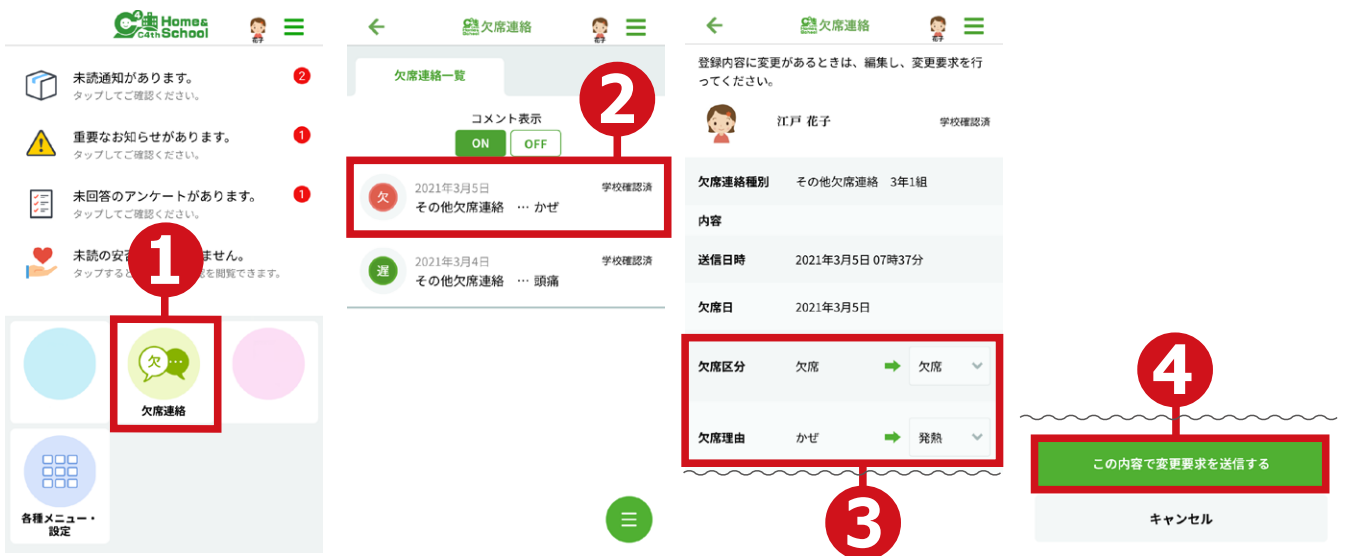 C4th Home& School
花子
未読通知があります。
2
タップしてご確認ください。
重要なお知らせがあります。
1
タップしてご確認ください。
未回答のアンケートがあります。
1
タップしてご確認ください。
未読の安
ません。
タップすると
を閲覧できます。
1
欠…
欠席連絡
各種メニュー・
設定
欠席連絡
花子
欠席連絡一覧
2
コメント表示
ON
OFF
欠
2021年3月5日
学校確認済
その他欠席連絡 … かぜ
遅
2021年3月4日
学校確認済
その他欠席連絡 … 頭痛
欠席連絡
花子
登録内容に変更があるときは、編集し、変更要求を行
ってください。
江戸 花子
学校確認済
欠席連絡種別 その他欠席連絡 3年1組
内容
送信日時 2021年3月5日 07時37分
欠席日 2021年3月5日
欠席区分 欠席 ➡ 欠席
欠席理由 かぜ ➡ 発熱
3
4
この内容で変更要求を送信する
キャンセル